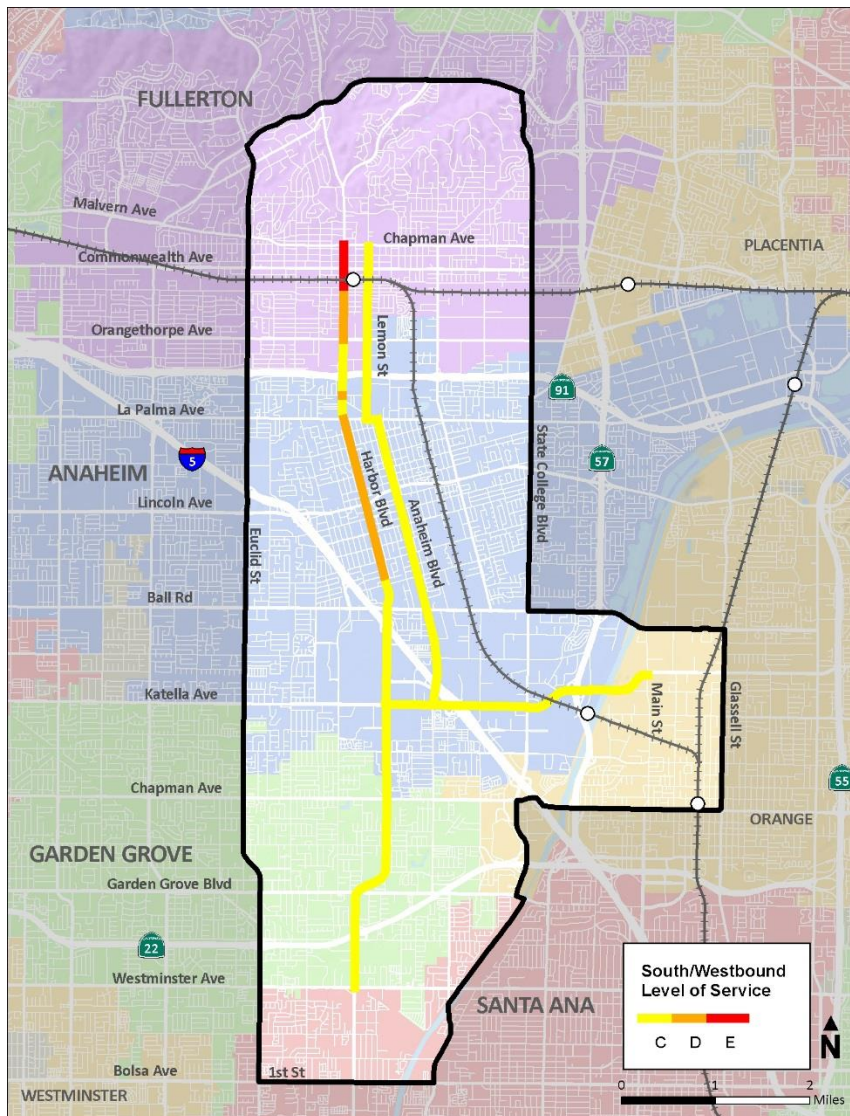 FULLERTON
Malvern Ave
Chapman Ave
Commonwealth Ave
PLACENTIA
Orangethorpe Ave
Lemon St
91
La Palma Ave
State College Blvd
57
5
ANAHEIM
Harbor Blvd
Lincoln Ave
Anaheim Blvd
Euclid St
Ball Rd
Katella Ave
Main St
Glassell St
Chapman Ave
55
ORANGE
GARDEN GROVE
Garden Grove Blvd
22
Westminster Ave
SANTA ANA
South/Westbound
Level of Service
C D E
N
Bolsa Ave
1st St
WESTMINSTER
0 1 2
Miles